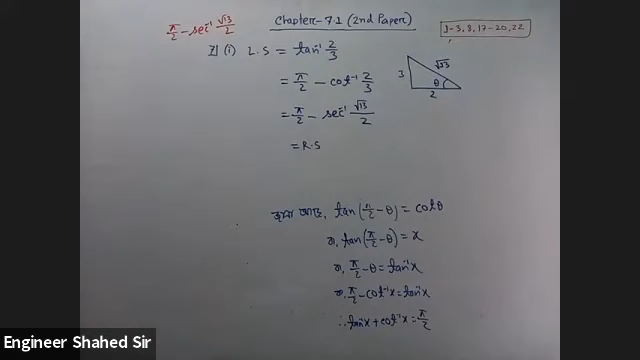 π/2 - sec⁻¹ √13/2
Chapter-7.1 (2nd Paper)
1-3, 8, 17-20, 22
7| (i) L.S = tan⁻¹ 2/3
= π/2 - cot⁻¹ 2/3
= π/2 - sec⁻¹ √13/2
= R.S
3
√13
θ
2
tan(π/2 - θ) = cotθ
বা, tan(π/2 - θ) = x
বা, π/2 - θ = tan⁻¹x
বা, π/2 - cot⁻¹x = tan⁻¹x
∴ tan⁻¹x + cot⁻¹x = π/2
Engineer Shahed Sir